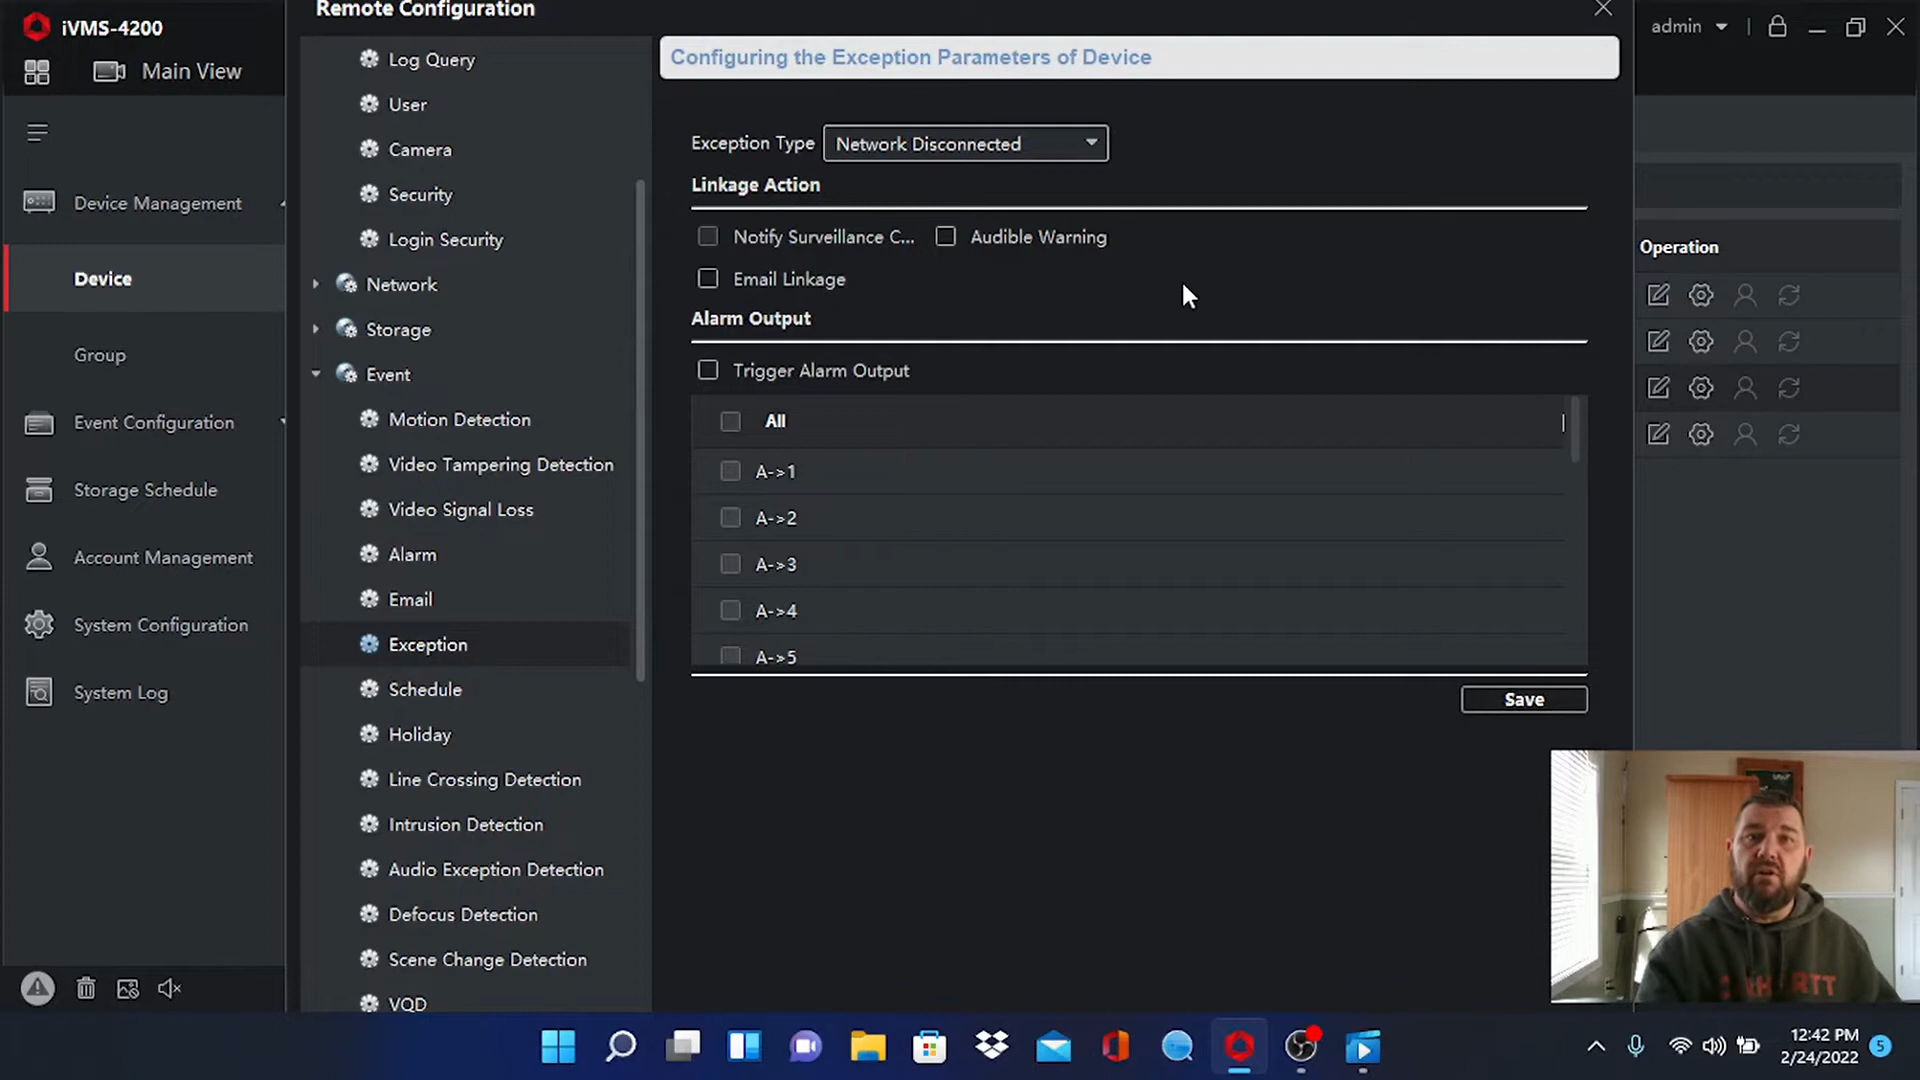 iVMS-4200
Main View
Device Management
Device
Group
Event Configuration
Storage Schedule
Account Management
System Configuration
System Log
Remote Configuration
Log Query
User
Camera
Security
Login Security
Network
Storage
Event
Motion Detection
Video Tampering Detection
Video Signal Loss
Alarm
Email
Exception
Schedule
Holiday
Line Crossing Detection
Intrusion Detection
Audio Exception Detection
Defocus Detection
Scene Change Detection
VQD
Configuring the Exception Parameters of Device
Exception Type Network Disconnected
Linkage Action
Notify Surveillance C... Audible Warning
Email Linkage
Alarm Output
Trigger Alarm Output
All
A->1
A->2
A->3
A->4
A->5
Save
admin
Operation
12:42 PM
2/24/2022
5